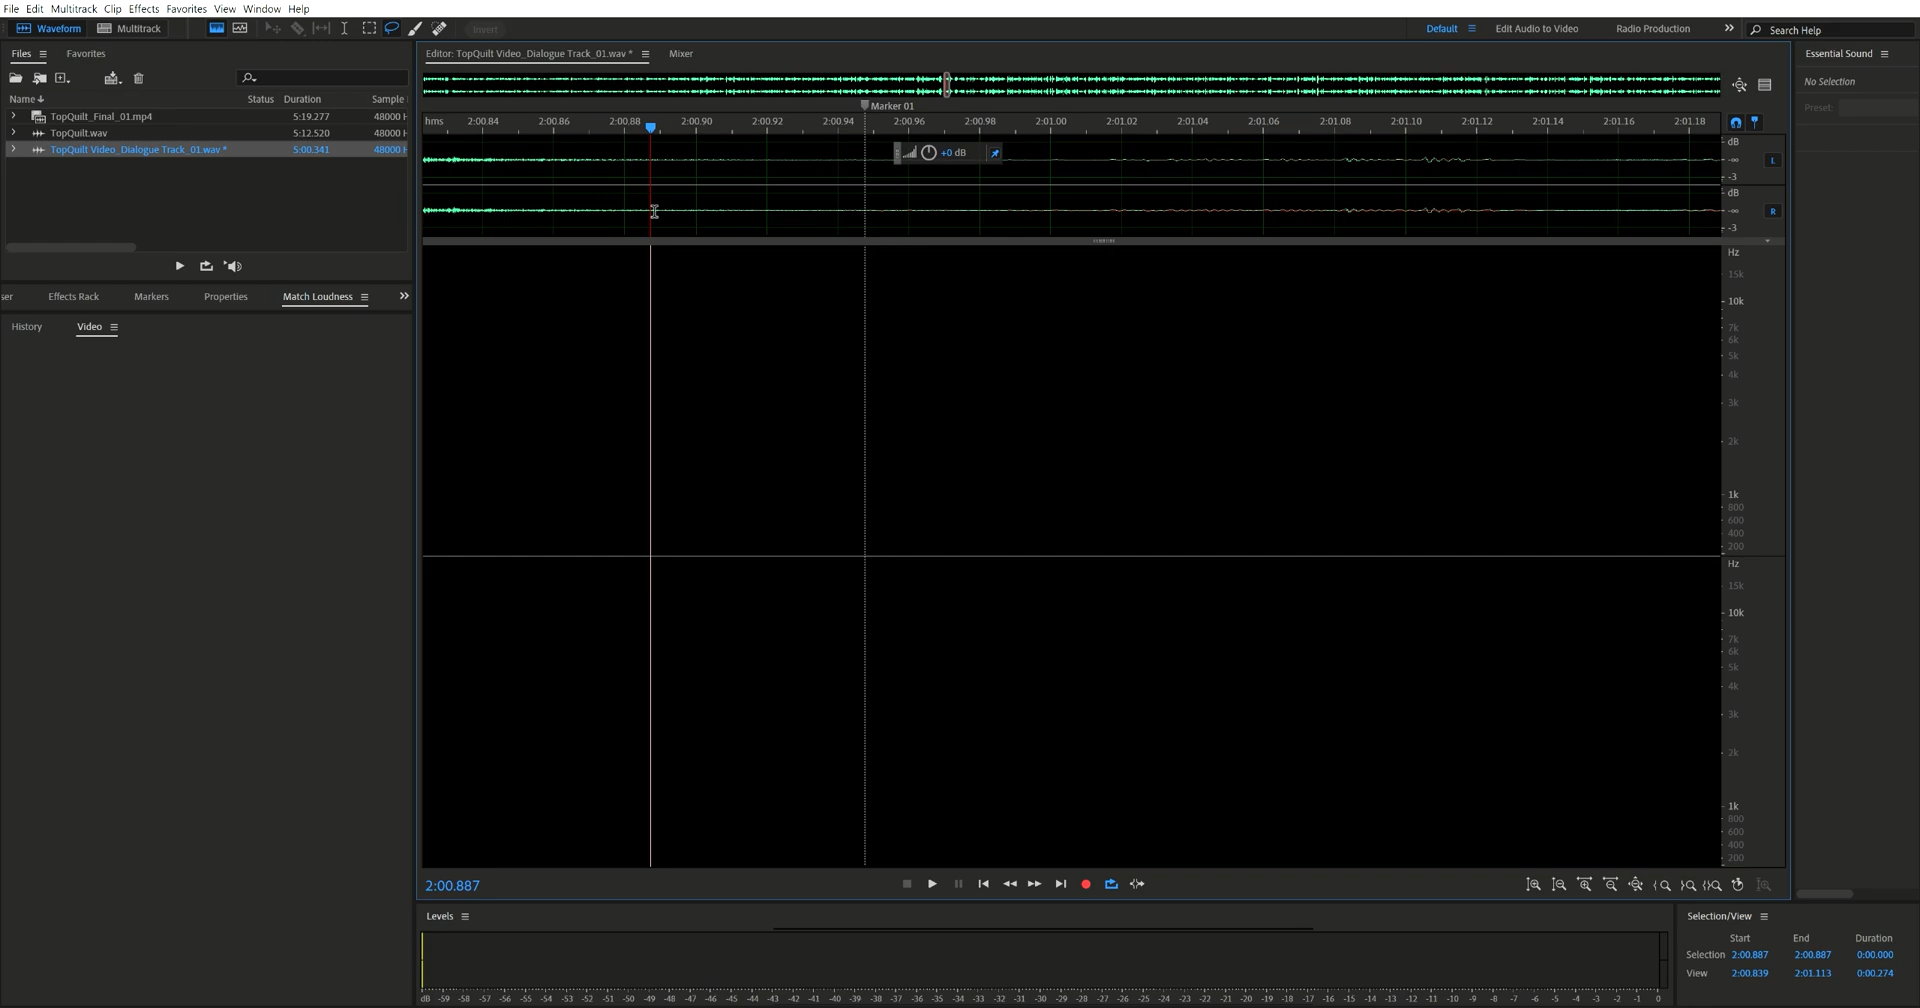 File Edit Multitrack Clip Effects Favorites View Window Help
Waveform Multitrack Invert Default Edit Audio to Video Radio Production Search Help
Files Favorites
Name Status Duration Sample
TopQuilt_Final_01.mp4 5:19.277 48000 H
TopQuilt.wav 5:12.520 48000 H
TopQuilt Video_Dialogue Track_01.wav * 5:00.341 48000 H
ser Effects Rack Markers Properties Match Loudness
History Video
Editor: TopQuilt Video_Dialogue Track_01.wav * Mixer
Marker 01
hms 2:00.84 2:00.86 2:00.88 2:00.90 2:00.92 2:00.94 2:00.96 2:00.98 2:01.00 2:01.02 2:01.04 2:01.06 2:01.08 2:01.10 2:01.12 2:01.14 2:01.16 2:01.18
+0 dB
dB
-∞ L
-3
dB
-∞ R
-3
Hz
15k
10k
7k
6k
5k
4k
3k
2k
1k
800
600
400
200
Hz
15k
10k
7k
6k
5k
4k
3k
2k
1k
800
600
400
200
2:00.887
Essential Sound
No Selection
Preset:
Levels
dB -59 -58 -57 -56 -55 -54 -53 -52 -51 -50 -49 -48 -47 -46 -45 -44 -43 -42 -41 -40 -39 -38 -37 -36 -35 -34 -33 -32 -31 -30 -29 -28 -27 -26 -25 -24 -23 -22 -21 -20 -19 -18 -17 -16 -15 -14 -13 -12 -11 -10 -9 -8 -7 -6 -5 -4 -3 -2 -1 0
Selection/View
Start End Duration
Selection 2:00.887 2:00.887 0:00.000
View 2:00.839 2:01.113 0:00.274